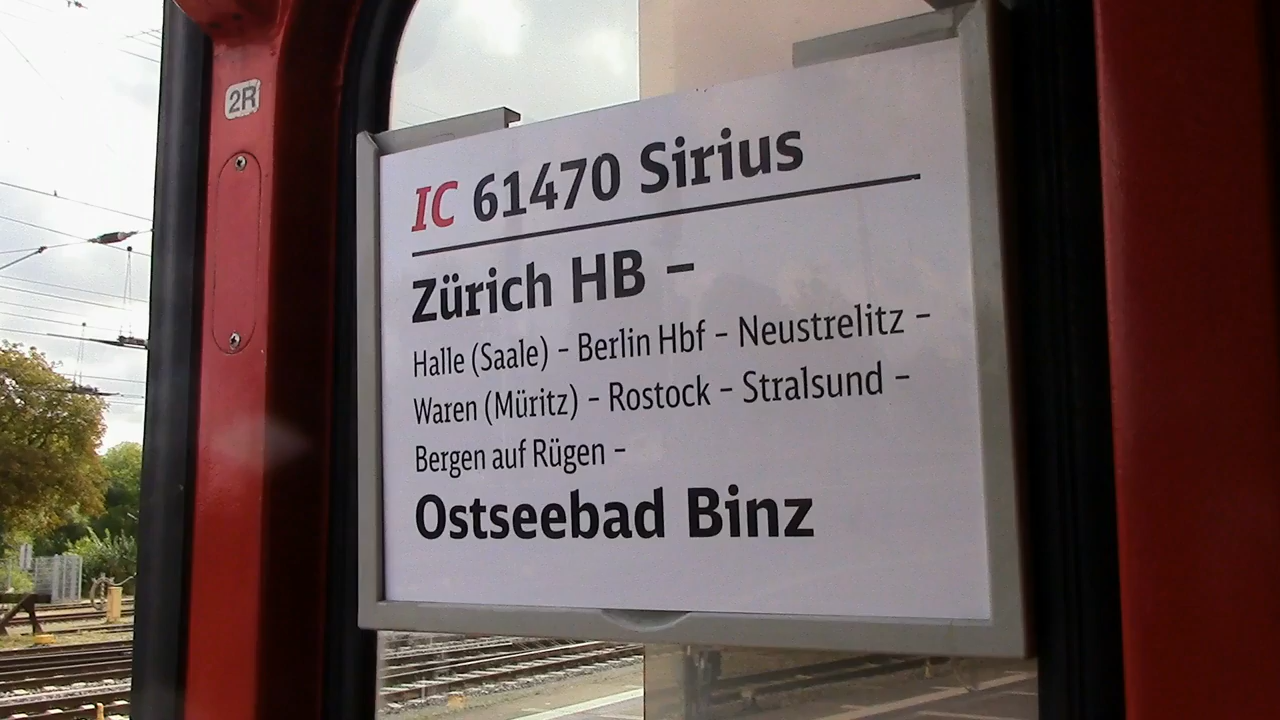 2R
IC 61470 Sirius
Zürich HB –
Halle (Saale) – Berlin Hbf – Neustrelitz –
Waren (Müritz) – Rostock – Stralsund –
Bergen auf Rügen –
Ostseebad Binz